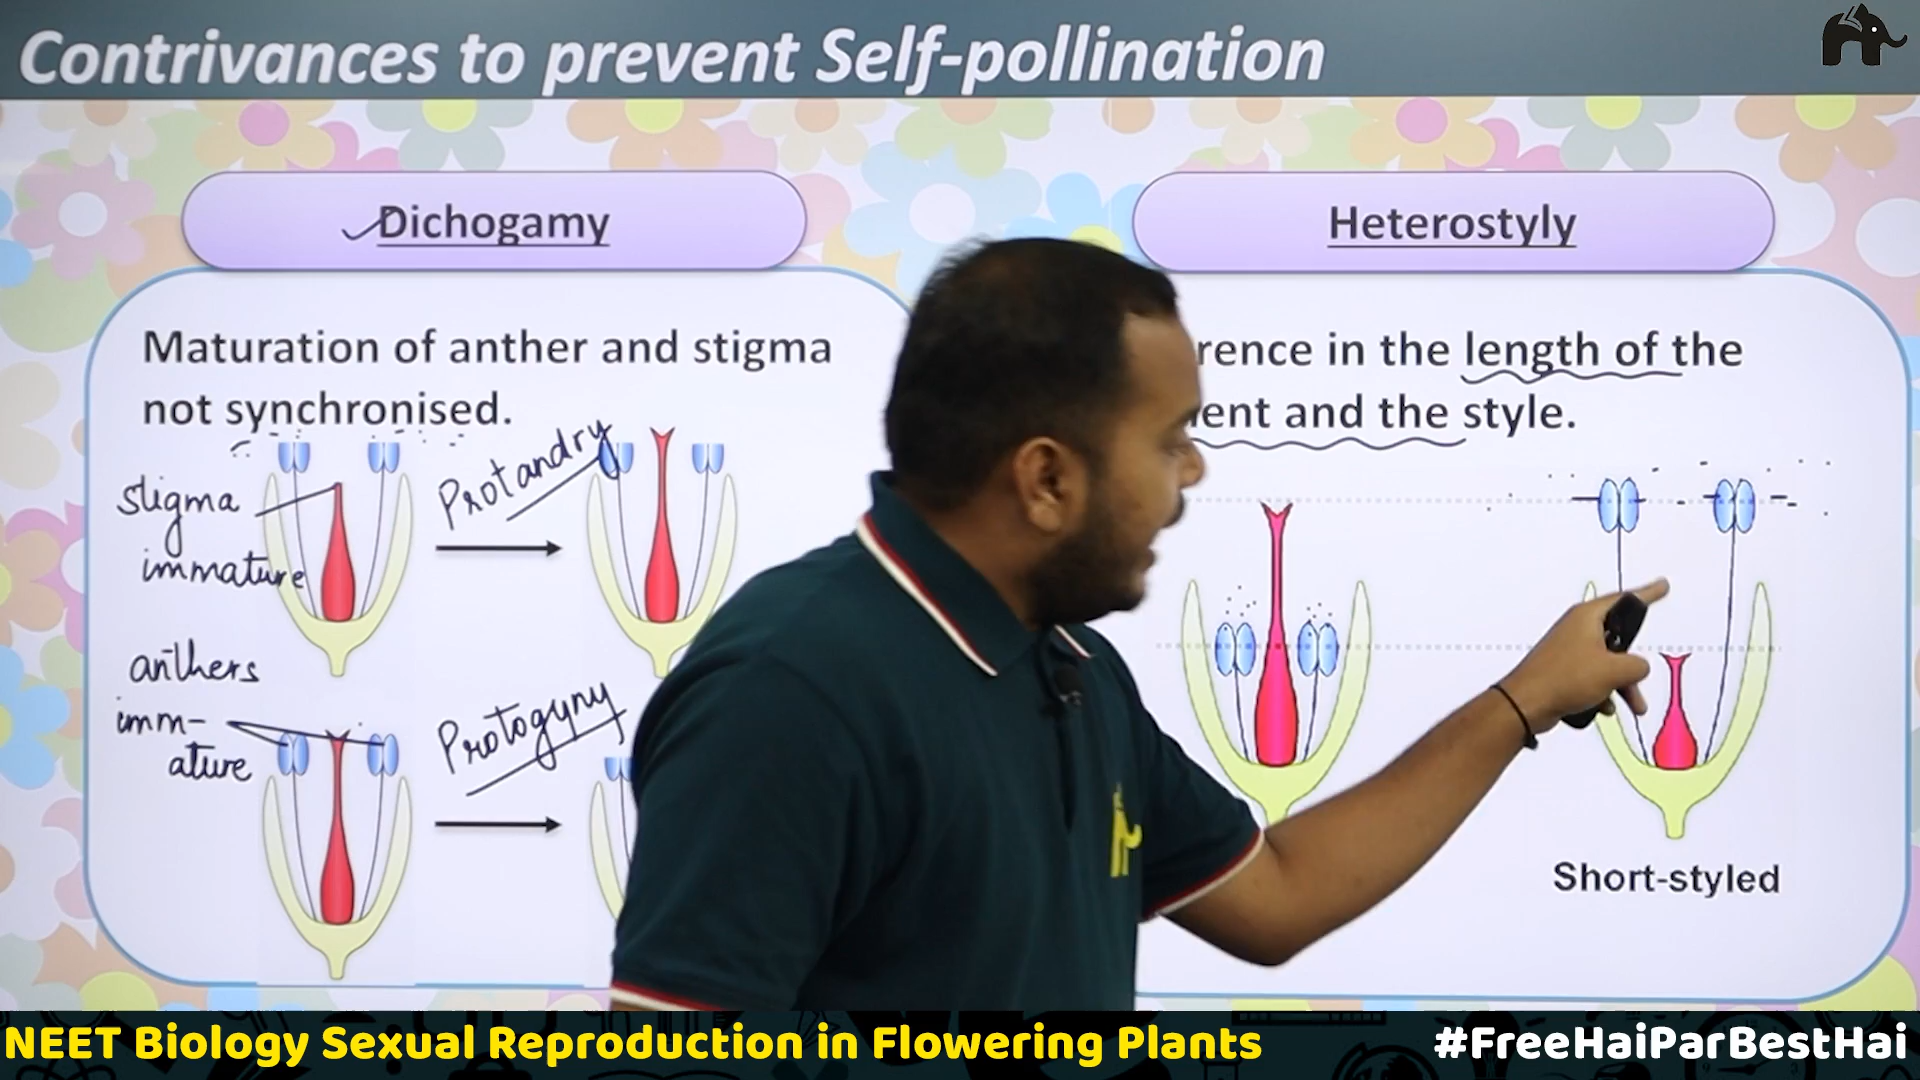 Contrivances to prevent Self-pollination
Dichogamy
Maturation of anther and stigma
not synchronised.
Protandry
stigma
immature
anthers
imm-
ature
Protogyny
Heterostyly
rence in the length of the
ent and the style.
Short-styled
NEET Biology Sexual Reproduction in Flowering Plants
#FreeHaiParBestHai